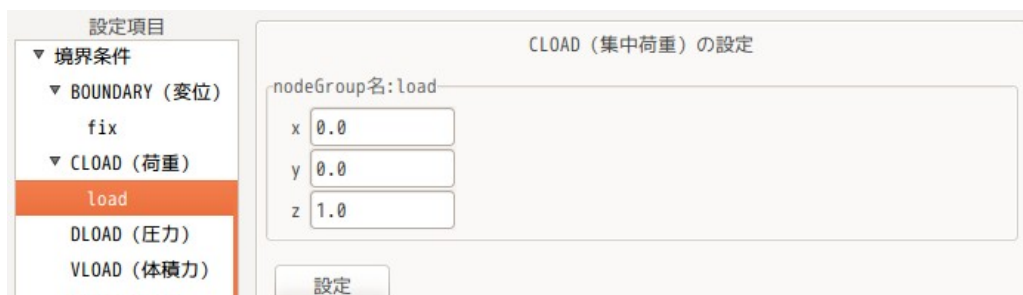 設定項目
▼ 境界条件
▼ BOUNDARY (変位)
fix
▼ CLOAD (荷重)
load
DLOAD (圧力)
VLOAD (体積力)
CLOAD (集中荷重) の設定
nodeGroup名:load
x 0.0
y 0.0
z 1.0
設定